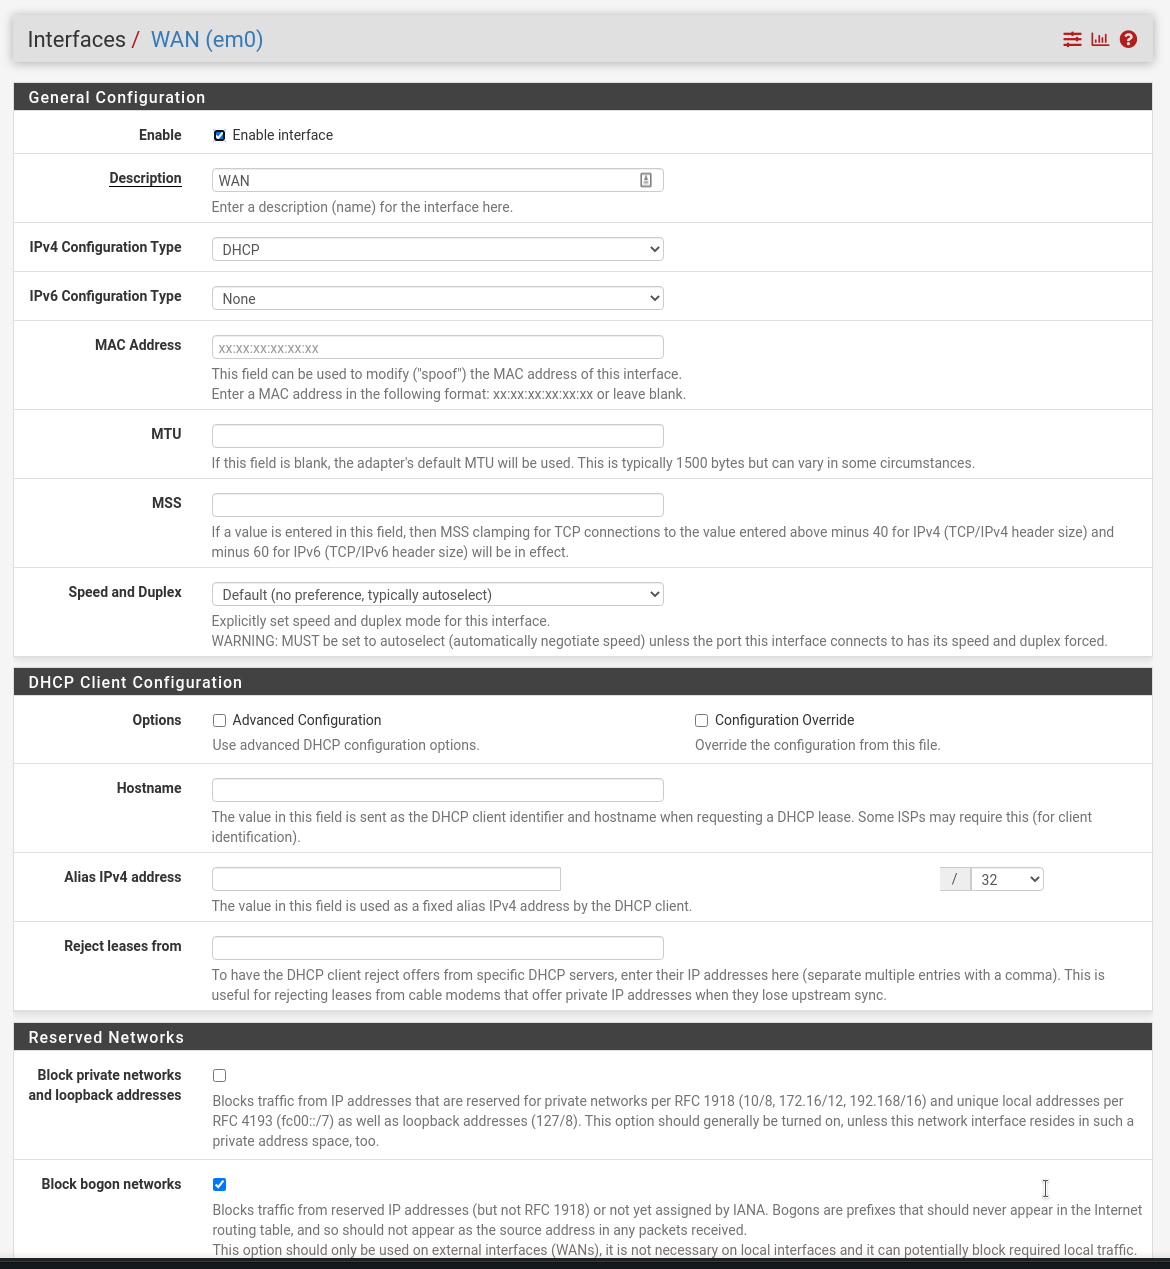 Interfaces / WAN (em0)
General Configuration
Enable Enable interface
Description WAN
Enter a description (name) for the interface here.
IPv4 Configuration Type DHCP
IPv6 Configuration Type None
MAC Address xx:xx:xx:xx:xx:xx
This field can be used to modify ("spoof") the MAC address of this interface.
Enter a MAC address in the following format: xx:xx:xx:xx:xx:xx or leave blank.
MTU
If this field is blank, the adapter's default MTU will be used. This is typically 1500 bytes but can vary in some circumstances.
MSS
If a value is entered in this field, then MSS clamping for TCP connections to the value entered above minus 40 for IPv4 (TCP/IPv4 header size) and
minus 60 for IPv6 (TCP/IPv6 header size) will be in effect.
Speed and Duplex Default (no preference, typically autoselect)
Explicitly set speed and duplex mode for this interface.
WARNING: MUST be set to autoselect (automatically negotiate speed) unless the port this interface connects to has its speed and duplex forced.
DHCP Client Configuration
Options Advanced Configuration Configuration Override
Use advanced DHCP configuration options. Override the configuration from this file.
Hostname
The value in this field is sent as the DHCP client identifier and hostname when requesting a DHCP lease. Some ISPs may require this (for client
identification).
Alias IPv4 address / 32
The value in this field is used as a fixed alias IPv4 address by the DHCP client.
Reject leases from
To have the DHCP client reject offers from specific DHCP servers, enter their IP addresses here (separate multiple entries with a comma). This is
useful for rejecting leases from cable modems that offer private IP addresses when they lose upstream sync.
Reserved Networks
Block private networks
and loopback addresses
Blocks traffic from IP addresses that are reserved for private networks per RFC 1918 (10/8, 172.16/12, 192.168/16) and unique local addresses per
RFC 4193 (fc00::/7) as well as loopback addresses (127/8). This option should generally be turned on, unless this network interface resides in such a
private address space, too.
Block bogon networks
Blocks traffic from reserved IP addresses (but not RFC 1918) or not yet assigned by IANA. Bogons are prefixes that should never appear in the Internet
routing table, and so should not appear as the source address in any packets received.
This option should only be used on external interfaces (WANs), it is not necessary on local interfaces and it can potentially block required local traffic.